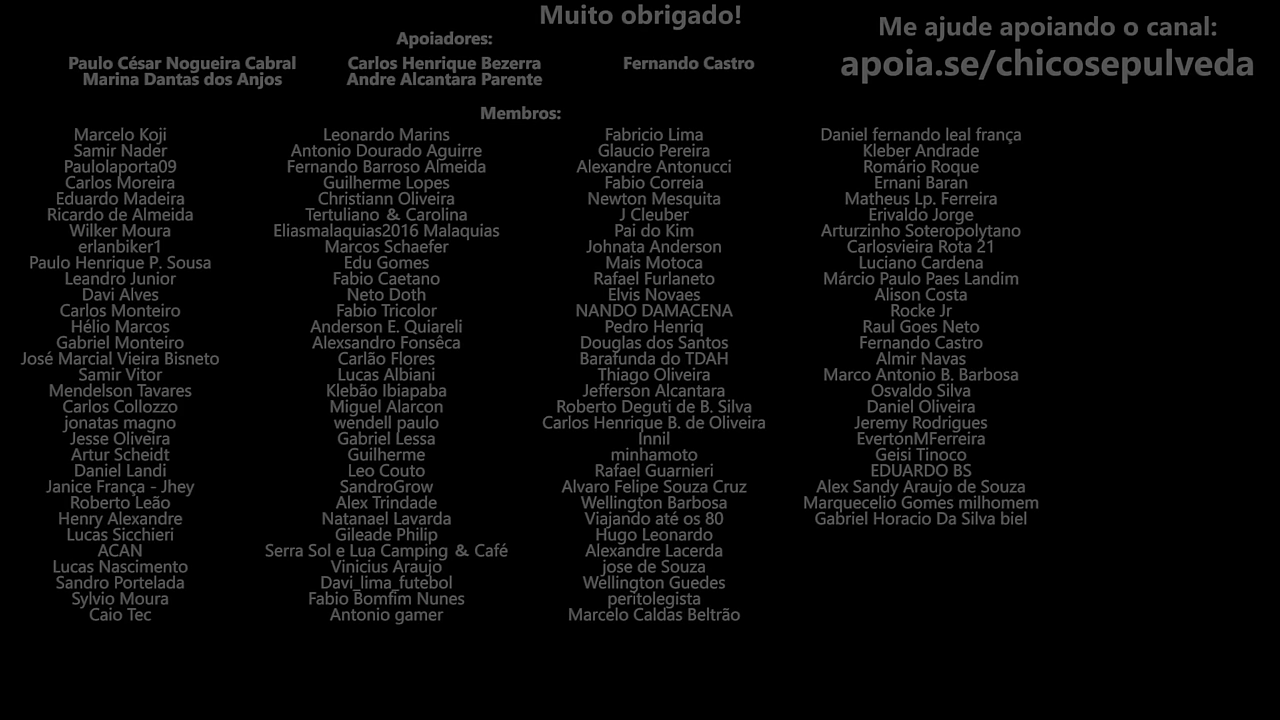 Muito obrigado!
Me ajude apoiando o canal:
apoia.se/chicosepulveda
Apoiadores:
Paulo César Nogueira Cabral
Marina Dantas dos Anjos
Carlos Henrique Bezerra
Andre Alcantara Parente
Fernando Castro
Membros:
Marcelo Koji
Samir Nader
Paulolaporta09
Carlos Moreira
Eduardo Madeira
Ricardo de Almeida
Wilker Moura
erlanbiker1
Paulo Henrique P. Sousa
Leandro Junior
Davi Alves
Carlos Monteiro
Hélio Marcos
Gabriel Monteiro
José Marcial Vieira Bisneto
Samir Vitor
Mendelson Tavares
Carlos Collozzo
jonatas magno
Jesse Oliveira
Artur Scheidt
Daniel Landi
Janice França - Jhey
Roberto Leão
Henry Alexandre
Lucas Sicchieri
ACAN
Lucas Nascimento
Sandro Portelada
Sylvio Moura
Caio Tec
Leonardo Marins
Antonio Dourado Aguirre
Fernando Barroso Almeida
Guilherme Lopes
Christiann Oliveira
Tertuliano & Carolina
Eliasmalaquias2016 Malaquias
Marcos Schaefer
Edu Gomes
Fabio Caetano
Neto Doth
Fabio Tricolor
Anderson E. Quiareli
Alexsandro Fonsêca
Carlão Flores
Lucas Albiani
Klebão Ibiapaba
Miguel Alarcon
wendell paulo
Gabriel Lessa
Guilherme
Leo Couto
SandroGrow
Alex Trindade
Natanael Lavarda
Gileade Philip
Serra Sol e Lua Camping & Café
Vinicius Araujo
Davi_lima_futebol
Fabio Bomfim Nunes
Antonio gamer
Fabricio Lima
Glaucio Pereira
Alexandre Antonucci
Fabio Correia
Newton Mesquita
J Cleuber
Pai do Kim
Johnata Anderson
Mais Motoca
Rafael Furlaneto
Elvis Novaes
NANDO DAMACENA
Pedro Henriq
Douglas dos Santos
Barafunda do TDAH
Thiago Oliveira
Jefferson Alcantara
Roberto Deguti de B. Silva
Carlos Henrique B. de Oliveira
Innil
minhamoto
Rafael Guarnieri
Alvaro Felipe Souza Cruz
Wellington Barbosa
Viajando até os 80
Hugo Leonardo
Alexandre Lacerda
jose de Souza
Wellington Guedes
peritolegista
Marcelo Caldas Beltrão
Daniel fernando leal frança
Kleber Andrade
Romário Roque
Ernani Baran
Matheus Lp. Ferreira
Erivaldo Jorge
Arturzinho Soteropolytano
Carlosvieira Rota 21
Luciano Cardena
Márcio Paulo Paes Landim
Alison Costa
Rocke Jr
Raul Goes Neto
Fernando Castro
Almir Navas
Marco Antonio B. Barbosa
Osvaldo Silva
Daniel Oliveira
Jeremy Rodrigues
EvertonMFerreira
Geisi Tinoco
EDUARDO BS
Alex Sandy Araujo de Souza
Marquecelio Gomes milhomem
Gabriel Horacio Da Silva biel